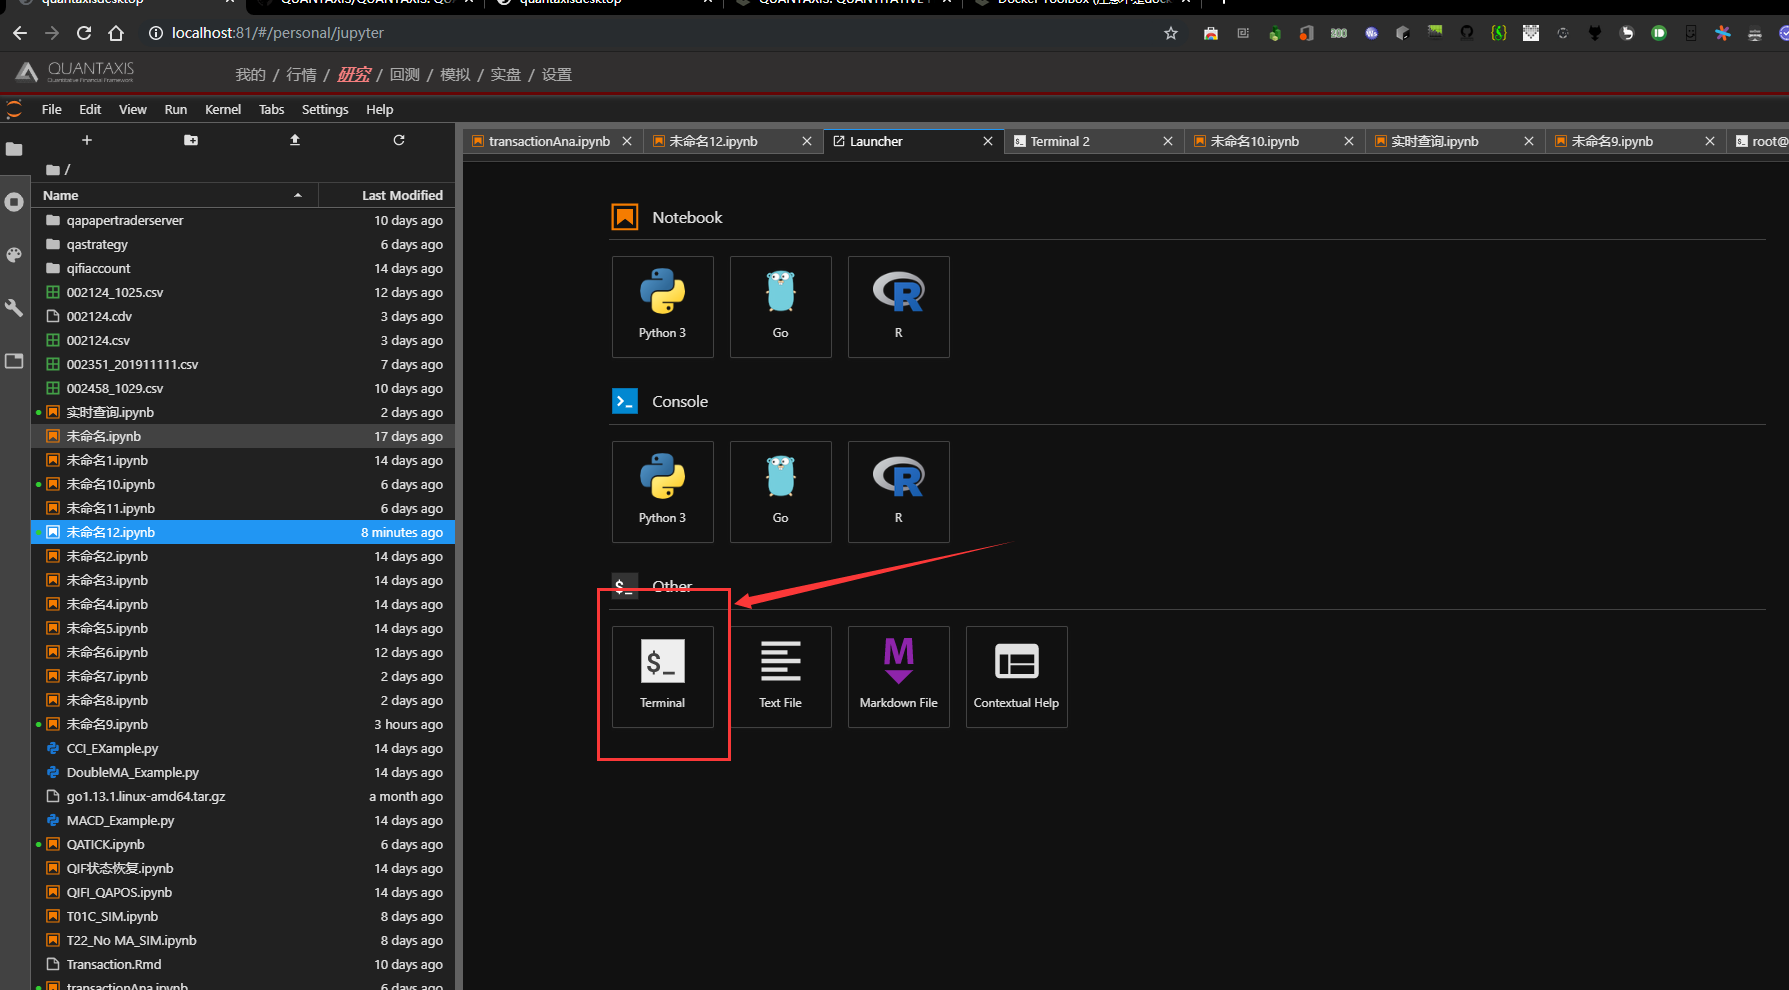 quantaxisdesktop
QUANTAXIS/QUANTAXIS: QU
quantaxisdesktop
QUANTAXIS: QUANTITATIVE F
localhost:81/#/personal/jupyter
QUANTAXIS
Quantitative Financial Framework
我的 / 行情 / 研究 / 回测 / 模拟 / 实盘 / 设置
File Edit View Run Kernel Tabs Settings Help
transactionAna.ipynb
未命名12.ipynb
Launcher
Terminal 2
未命名10.ipynb
实时查询.ipynb
未命名9.ipynb
root@
/
Name Last Modified
qapapertraderserver 10 days ago
qastrategy 6 days ago
qifiaccount 14 days ago
002124_1025.csv 12 days ago
002124.cdv 3 days ago
002124.csv 3 days ago
002351_201911111.csv 7 days ago
002458_1029.csv 10 days ago
实时查询.ipynb 2 days ago
未命名.ipynb 17 days ago
未命名1.ipynb 14 days ago
未命名10.ipynb 6 days ago
未命名11.ipynb 6 days ago
未命名12.ipynb 8 minutes ago
未命名2.ipynb 14 days ago
未命名3.ipynb 14 days ago
未命名4.ipynb 14 days ago
未命名5.ipynb 14 days ago
未命名6.ipynb 12 days ago
未命名7.ipynb 2 days ago
未命名8.ipynb 2 days ago
未命名9.ipynb 3 hours ago
CCI_EXample.py 14 days ago
DoubleMA_Example.py 14 days ago
go1.13.1.linux-amd64.tar.gz a month ago
MACD_Example.py 14 days ago
QATICK.ipynb 6 days ago
QIF状态恢复.ipynb 14 days ago
QIFI_QAPOS.ipynb 14 days ago
T01C_SIM.ipynb 8 days ago
T22_No MA_SIM.ipynb 8 days ago
Transaction.Rmd 10 days ago
transactionAna.ipynb 6 days ago
Notebook
Python 3
Go
R
Console
Python 3
Go
R
$_ Other
$_
Terminal
Text File
M
Markdown File
Contextual Help